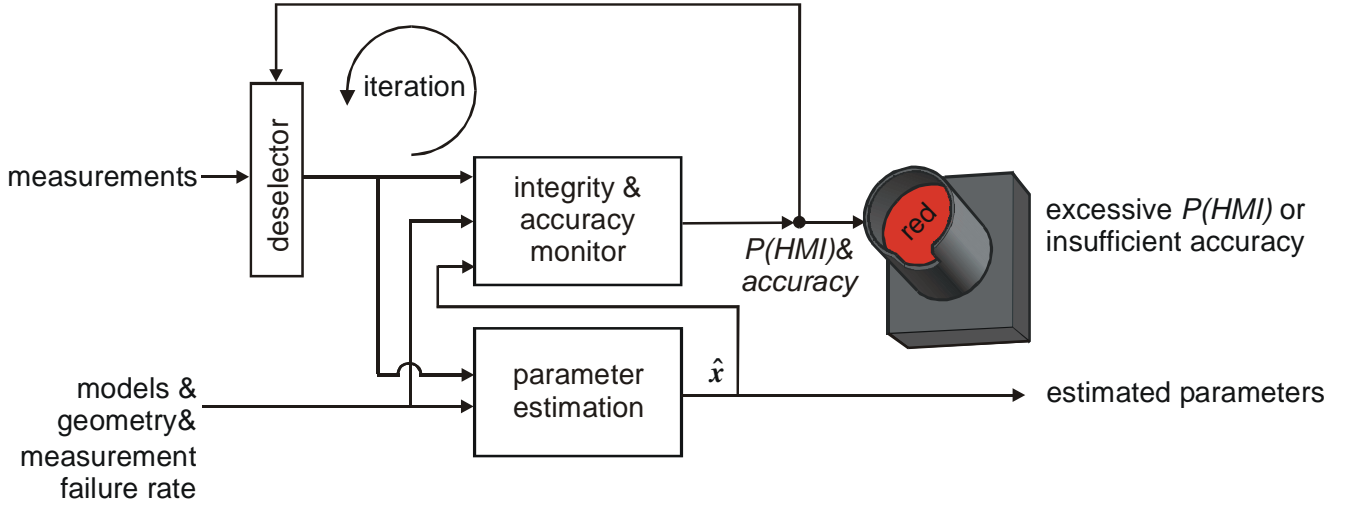 iteration
deselector
measurements
integrity &
accuracy
monitor
red
excessive P(HMI) or
insufficient accuracy
P(HMI)&
accuracy
parameter
estimation
x̂
models &
geometry&
measurement
failure rate
estimated parameters